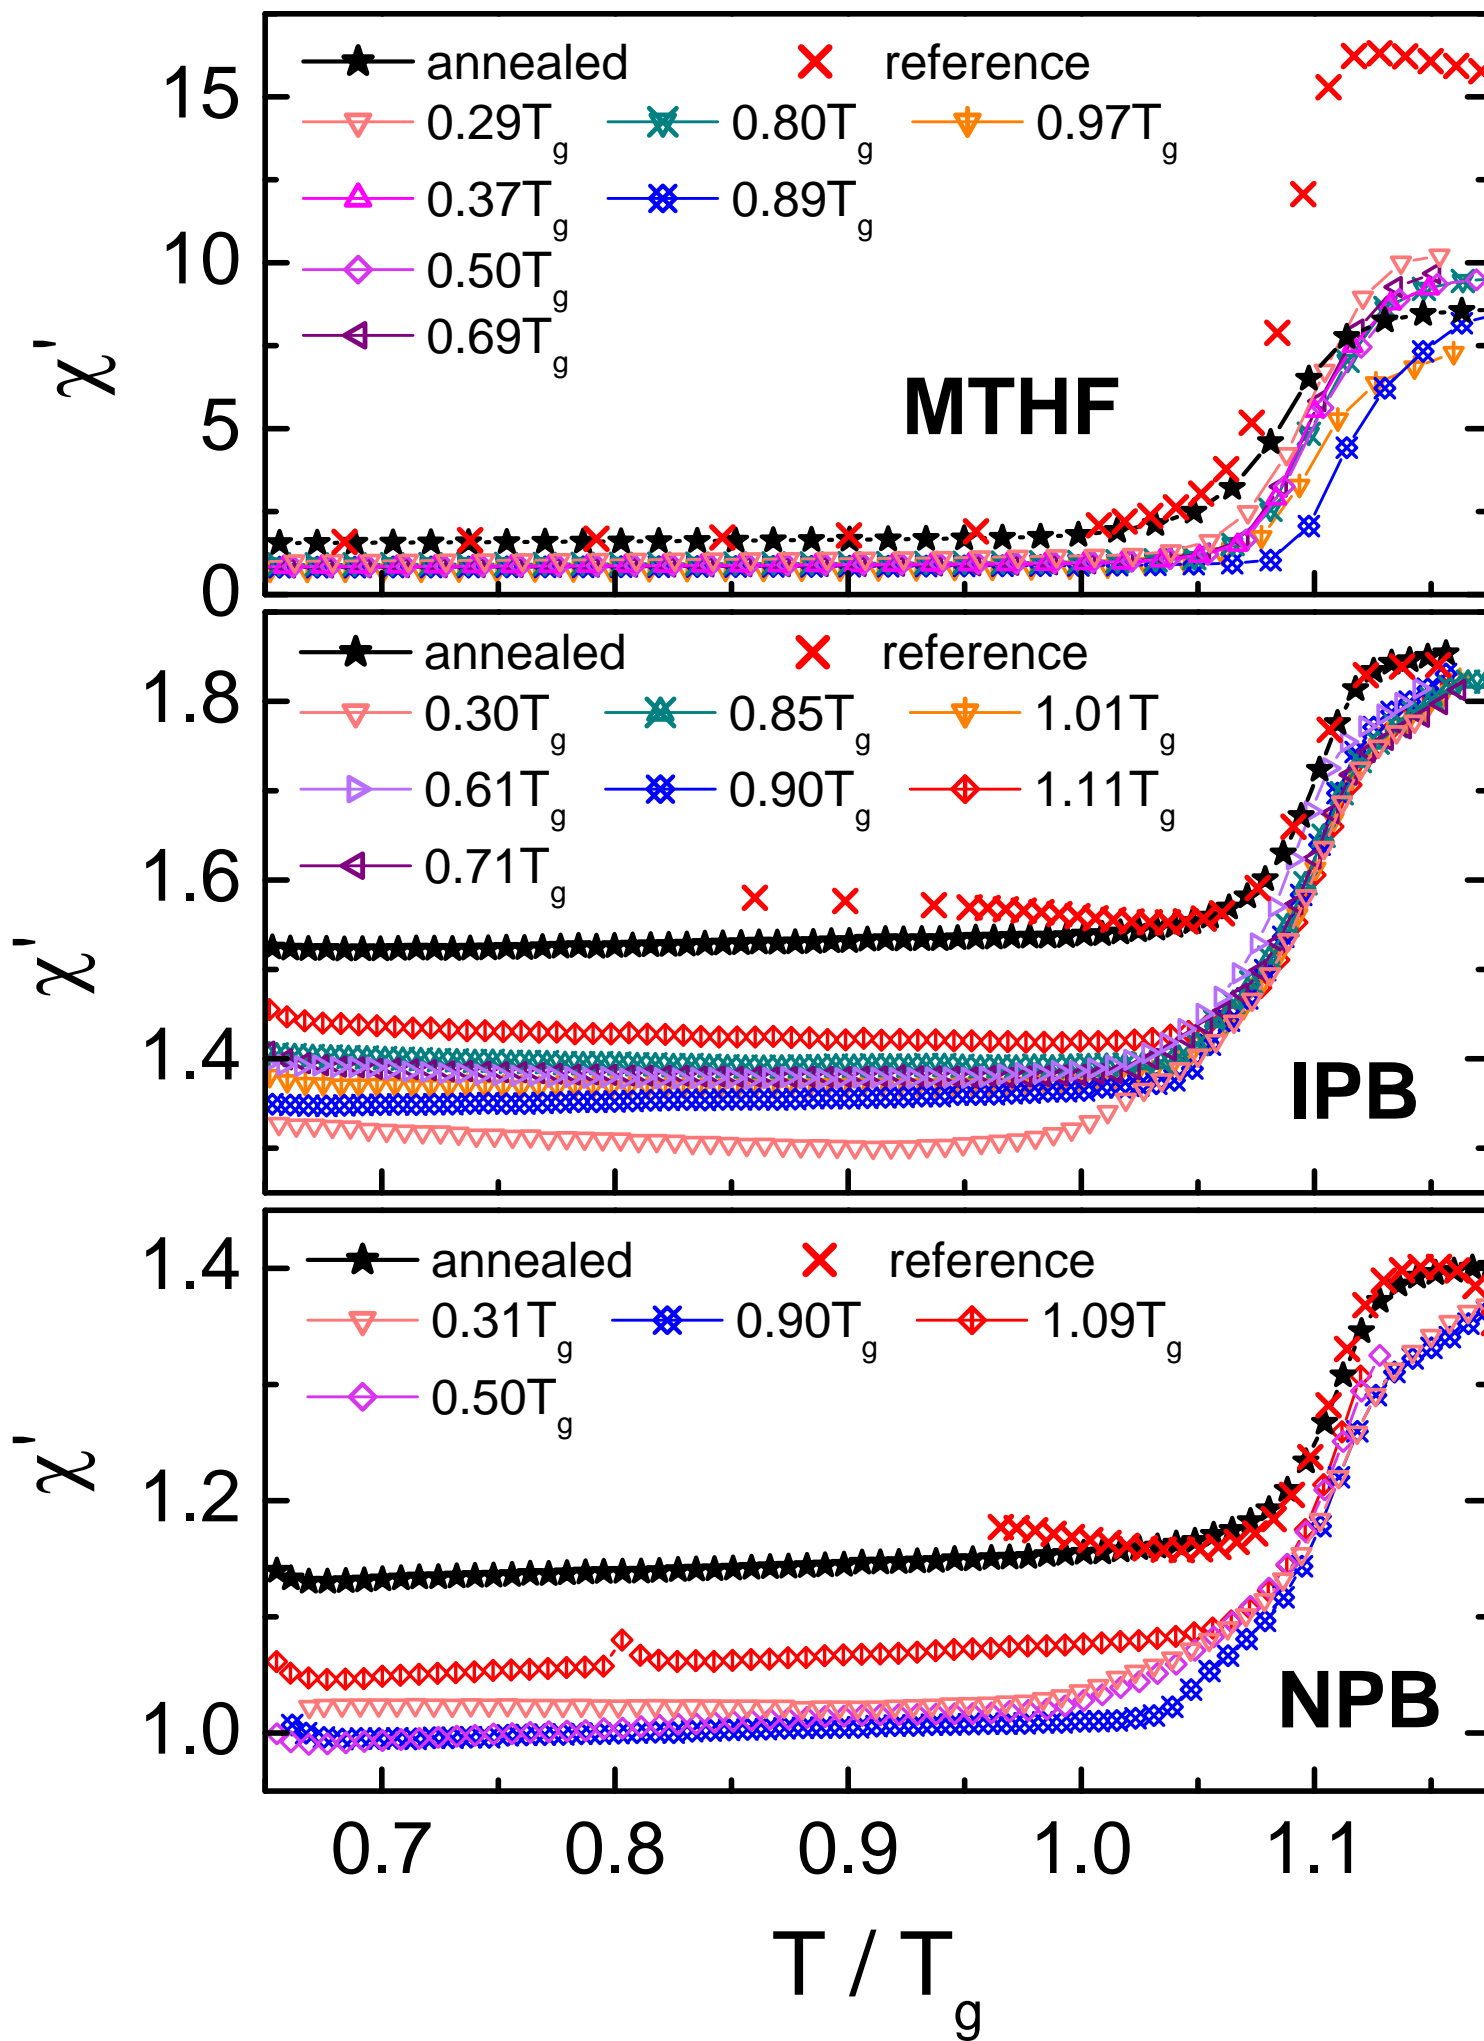 annealed reference
15
0.29Tg 0.80Tg 0.97Tg
0.37Tg 0.89Tg
10
0.50Tg
0.69Tg
χ'
MTHF
5
0
annealed reference
1.8
0.30Tg 0.85Tg 1.01Tg
0.61Tg 0.90Tg 1.11Tg
1.6
0.71Tg
χ'
1.4
IPB
annealed reference
1.4
0.31Tg 0.90Tg 1.09Tg
0.50Tg
χ'
1.2
NPB
1.0
0.7 0.8 0.9 1.0 1.1
T / Tg